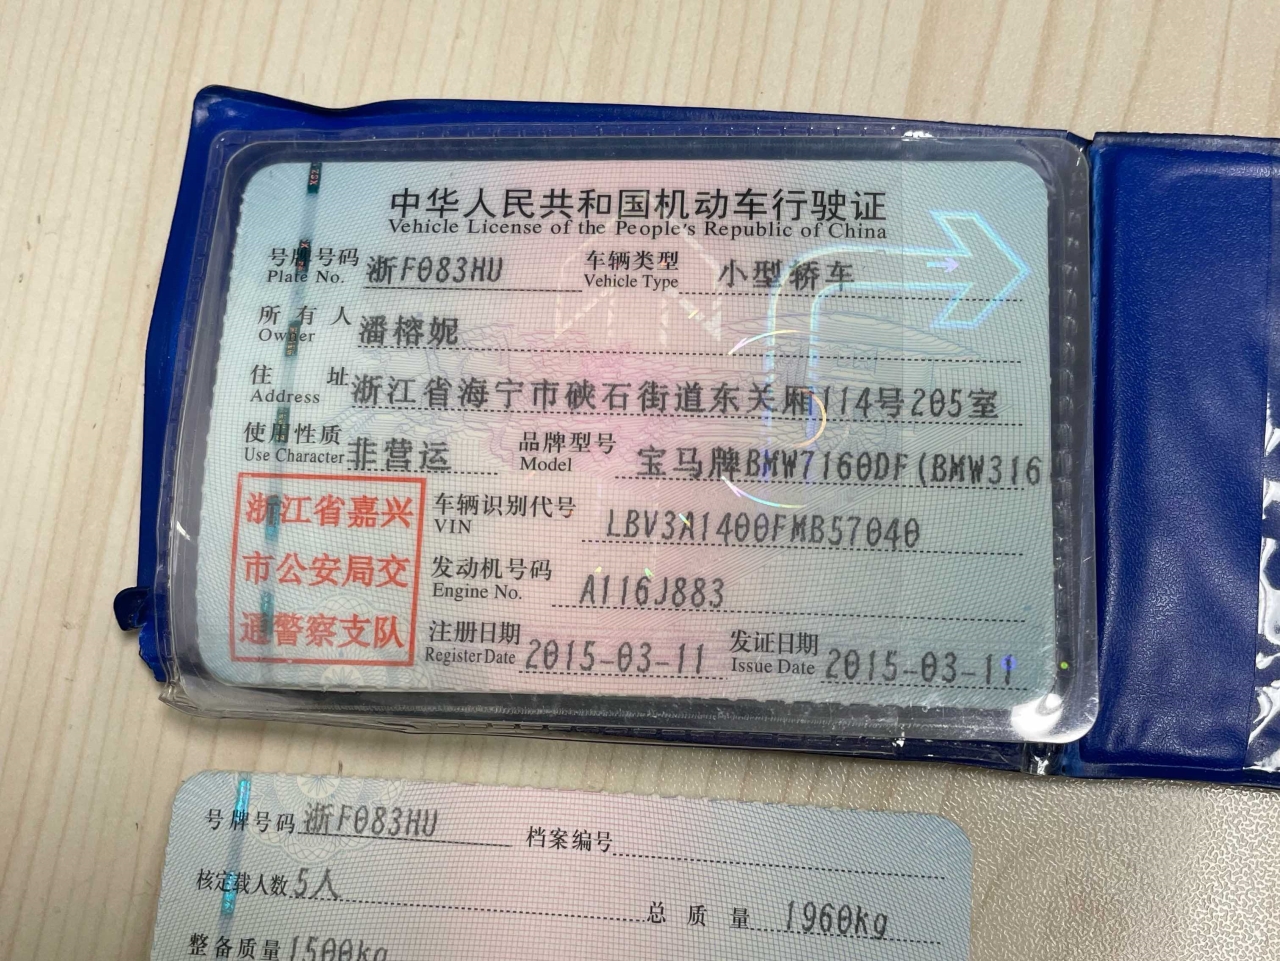 中华人民共和国机动车行驶证
Vehicle License of the People's Republic of China
号牌号码 浙F083HU 车辆类型 小型轿车
Plate No. Vehicle Type
所有人 潘榕妮
Owner
住址 浙江省海宁市硖石街道东关厢114号205室
Address
使用性质 非营运 品牌型号 宝马牌BMW7160DF(BMW316
Use Character Model
浙江省嘉兴
市公安局交
通警察支队
车辆识别代号 LBV3A1400FMB57040
VIN
发动机号码 A116J883
Engine No.
注册日期 2015-03-11 发证日期 2015-03-11
Register Date Issue Date
号牌号码 浙F083HU 档案编号
核定载人数 5人 总质量 1960kg
整备质量 1500kg